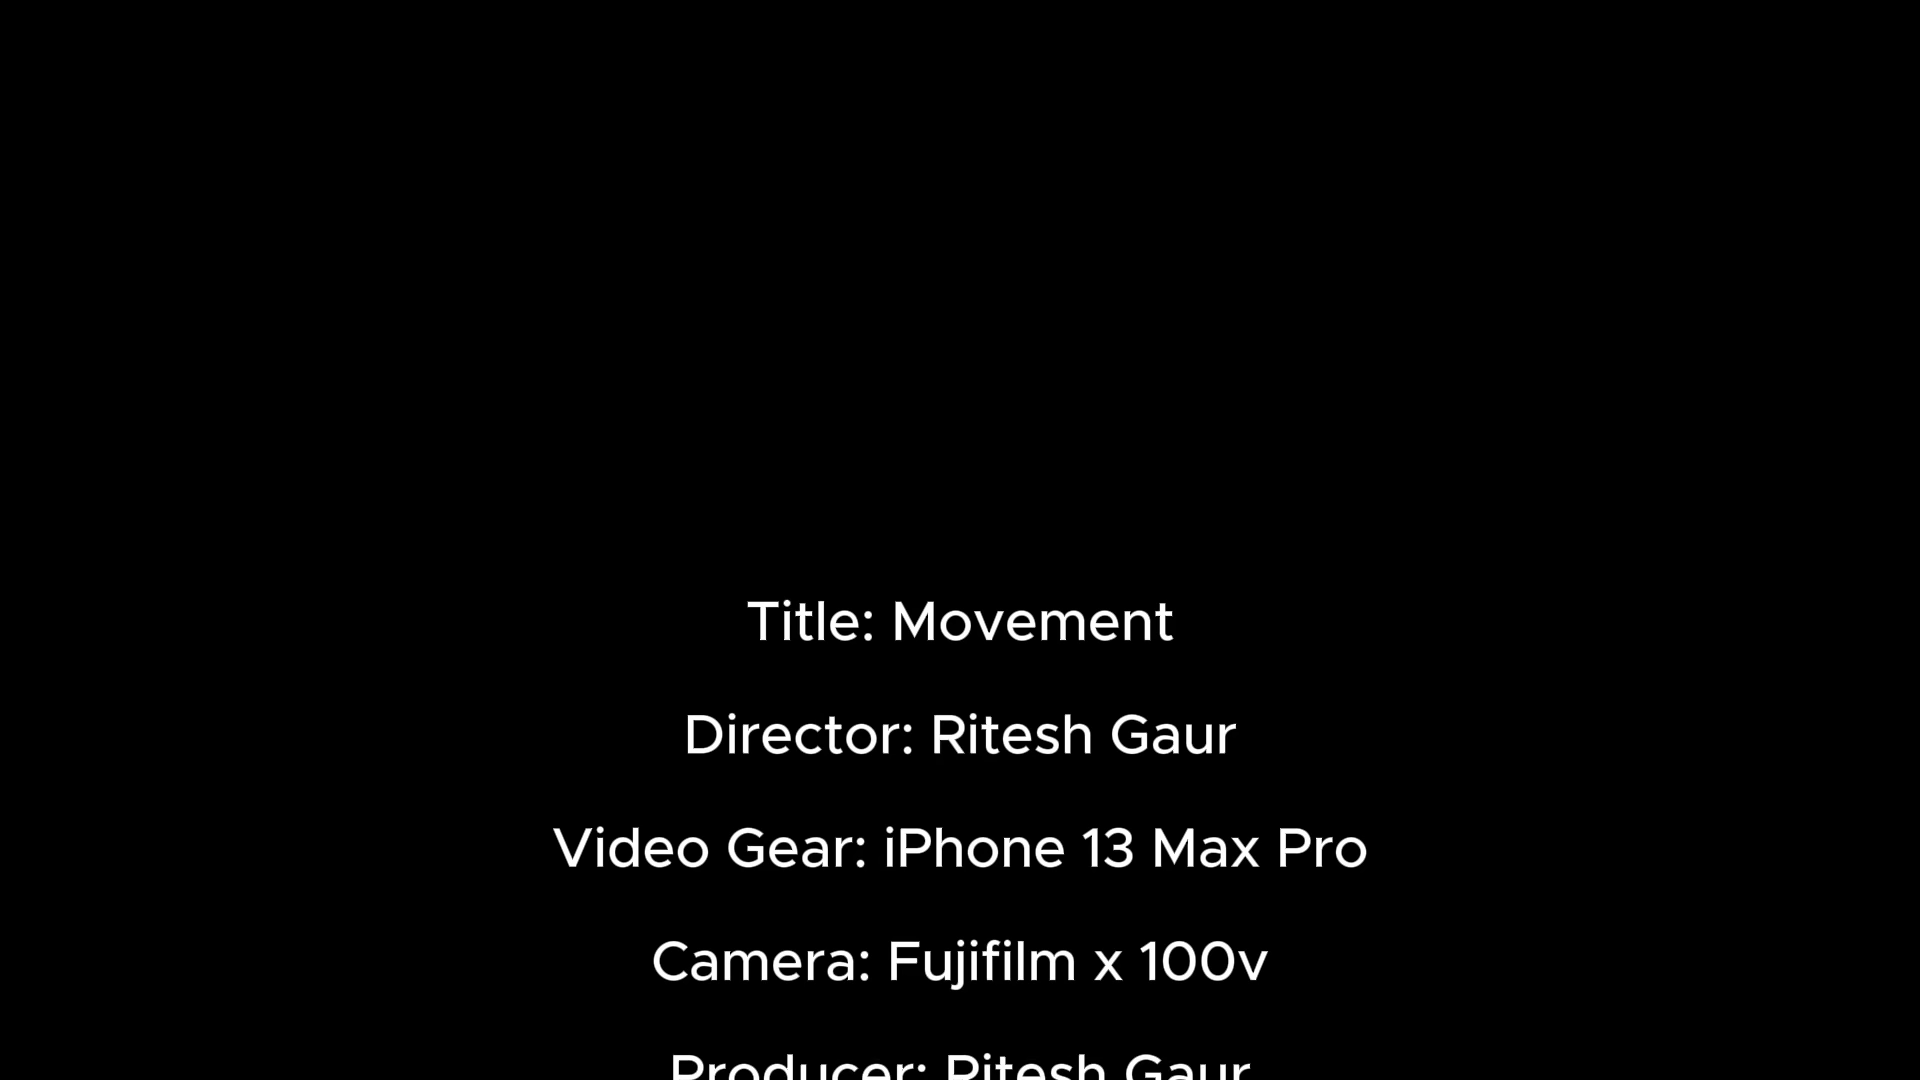 Title: Movement
Director: Ritesh Gaur
Video Gear: iPhone 13 Max Pro
Camera: Fujifilm x 100v
Producer: Ritesh Gaur